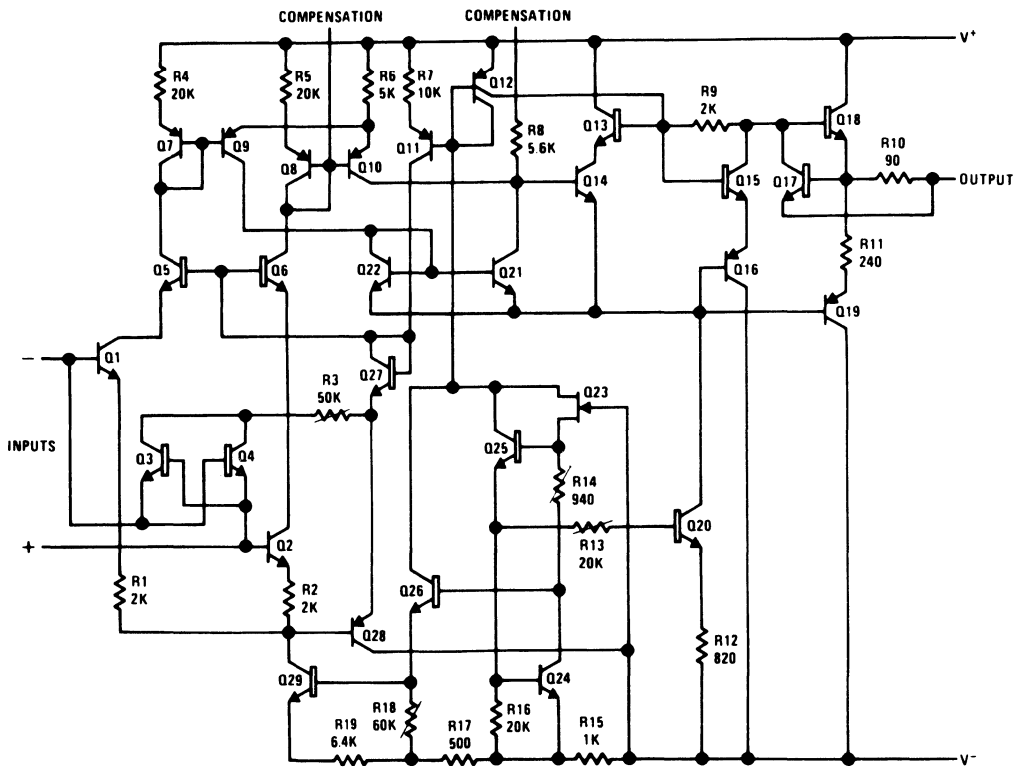 COMPENSATION
COMPENSATION
V+
R4
20K
R5
20K
R6
5K
R7
10K
Q12
R9
2K
Q18
R10
90
Q7
Q9
Q8
Q10
Q11
R8
5.6K
Q13
Q14
Q15
Q17
OUTPUT
Q5
Q6
Q22
Q21
Q16
R11
240
Q19
−
Q1
R3
50K
Q27
Q23
INPUTS
Q3
Q4
Q25
R14
940
+
Q2
R13
20K
Q20
R1
2K
R2
2K
Q26
Q28
R12
820
Q29
Q24
R19
6.4K
R18
60K
R17
500
R16
20K
R15
1K
V−